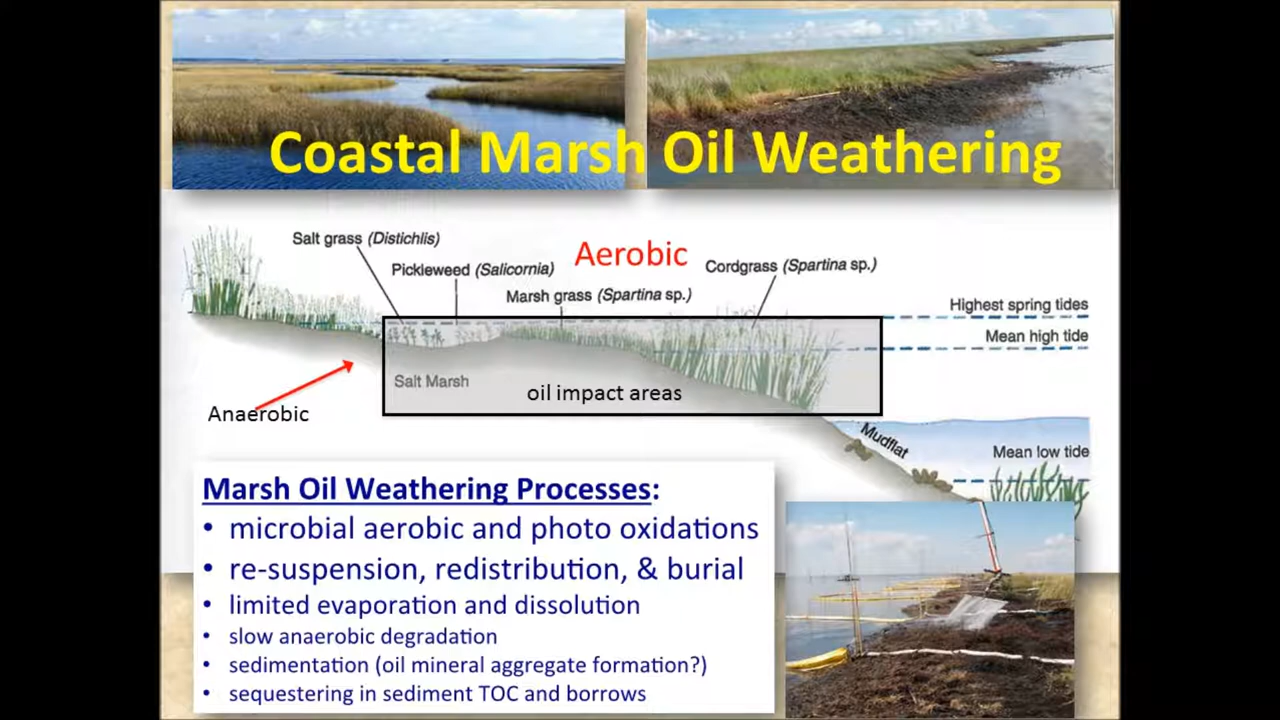 Coastal Marsh Oil Weathering
Salt grass (Distichlis)
Aerobic
Pickleweed (Salicornia)
Cordgrass (Spartina sp.)
Marsh grass (Spartina sp.)
Highest spring tides
Mean high tide
Salt Marsh
oil impact areas
Anaerobic
Mudflat
Mean low tide
Marsh Oil Weathering Processes:
• microbial aerobic and photo oxidations
• re-suspension, redistribution, & burial
• limited evaporation and dissolution
• slow anaerobic degradation
• sedimentation (oil mineral aggregate formation?)
• sequestering in sediment TOC and borrows